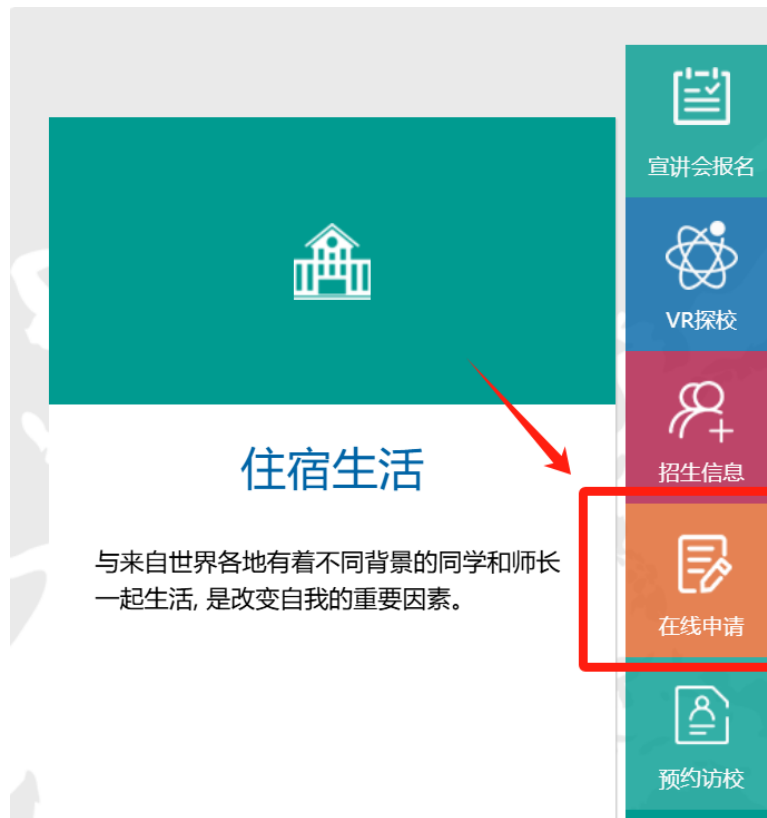 宣讲会报名
VR探校
招生信息
住宿生活
与来自世界各地有着不同背景的同学和师长
一起生活, 是改变自我的重要因素。
在线申请
预约访校